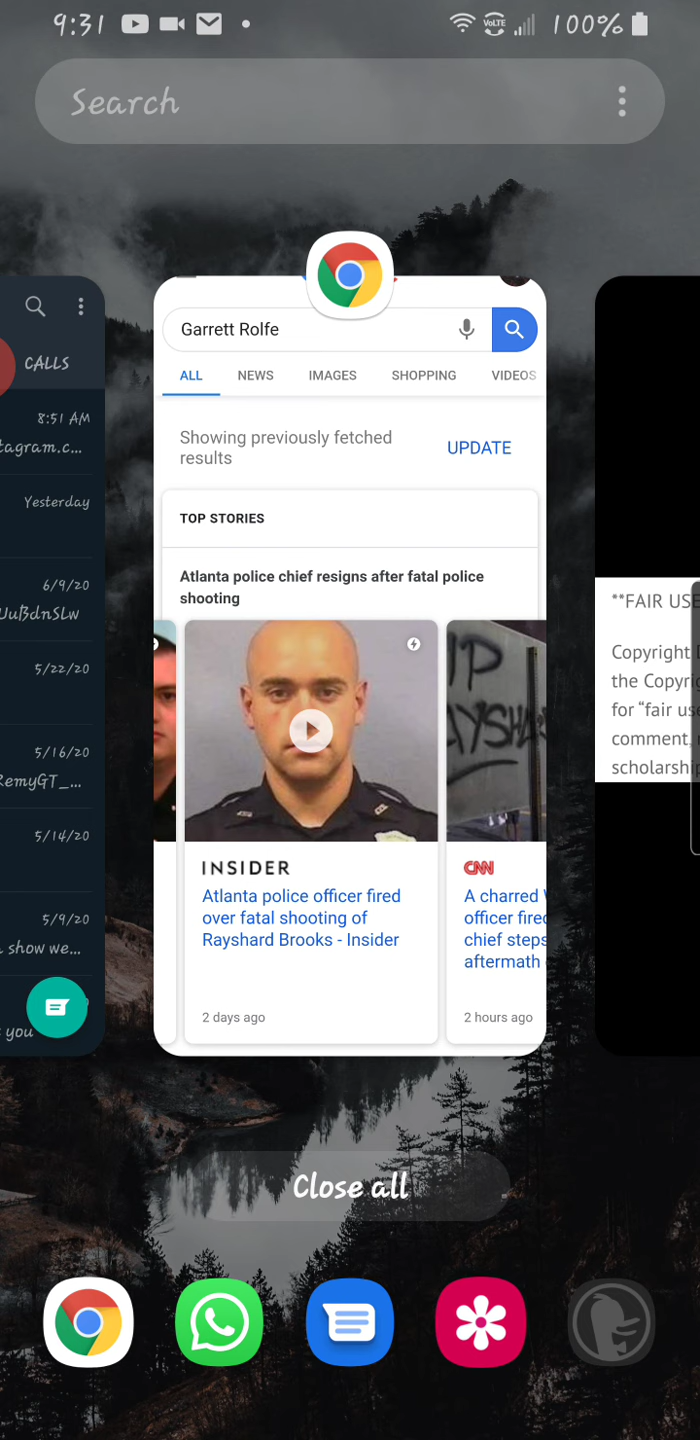 9:31
VoLTE
100%
Search
CALLS
8:51 AM
tagram.c...
Yesterday
6/9/20
5/22/20
5/16/20
RemyGT_...
5/14/20
5/9/20
show we...
you
Garrett Rolfe
ALL NEWS IMAGES SHOPPING VIDEOS
Showing previously fetched
results
UPDATE
TOP STORIES
Atlanta police chief resigns after fatal police
shooting
INSIDER
Atlanta police officer fired
over fatal shooting of
Rayshard Brooks - Insider
2 days ago
CNN
A charred
officer fired
chief steps
aftermath
2 hours ago
**FAIR USE
Copyright
the Copyrig
for “fair use
comment,
scholarship
Close all